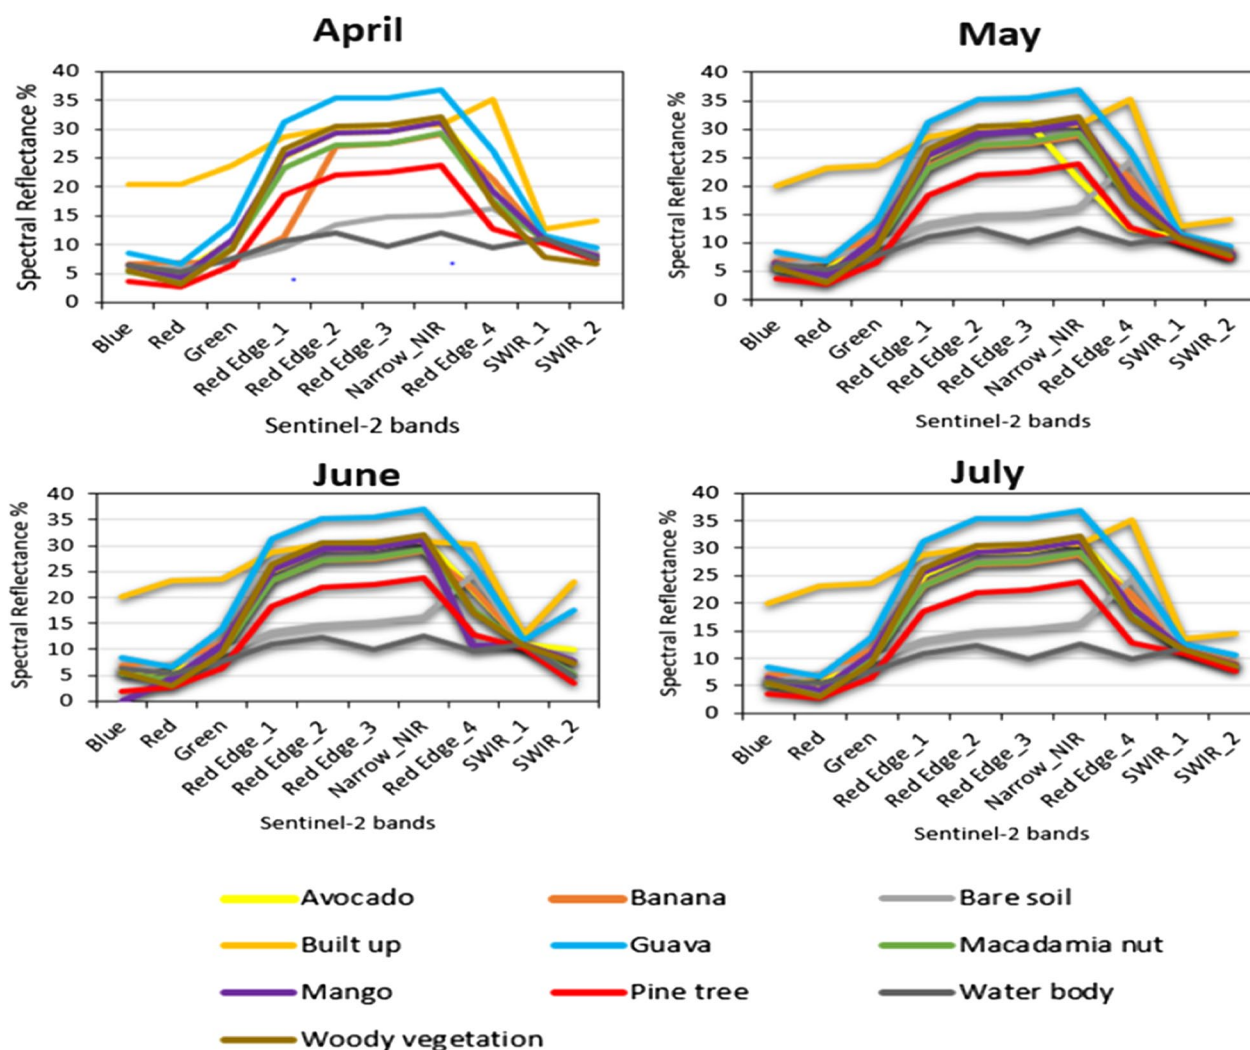 April
40
35
30
25
20
15
10
5
0
Spectral Reflectance %
Blue
Red
Green
Red Edge_1
Red Edge_2
Red Edge_3
Narrow_NIR
Red Edge_4
SWIR_1
SWIR_2
Sentinel-2 bands
May
40
35
30
25
20
15
10
5
0
Spectral Reflectance %
Blue
Red
Green
Red Edge_1
Red Edge_2
Red Edge_3
Narrow_NIR
Red Edge_4
SWIR_1
SWIR_2
Sentinel-2 bands
June
40
35
30
25
20
15
10
5
0
Spectral Reflectance %
Blue
Red
Green
Red Edge_1
Red Edge_2
Red Edge_3
Narrow_NIR
Red Edge_4
SWIR_1
SWIR_2
Sentinel-2 bands
July
40
35
30
25
20
15
10
5
0
Spectral Reflectance %
Blue
Red
Green
Red Edge_1
Red Edge_2
Red Edge_3
Narrow_NIR
Red Edge_4
SWIR_1
SWIR_2
Sentinel-2 bands
Avocado
Banana
Bare soil
Built up
Guava
Macadamia nut
Mango
Pine tree
Water body
Woody vegetation